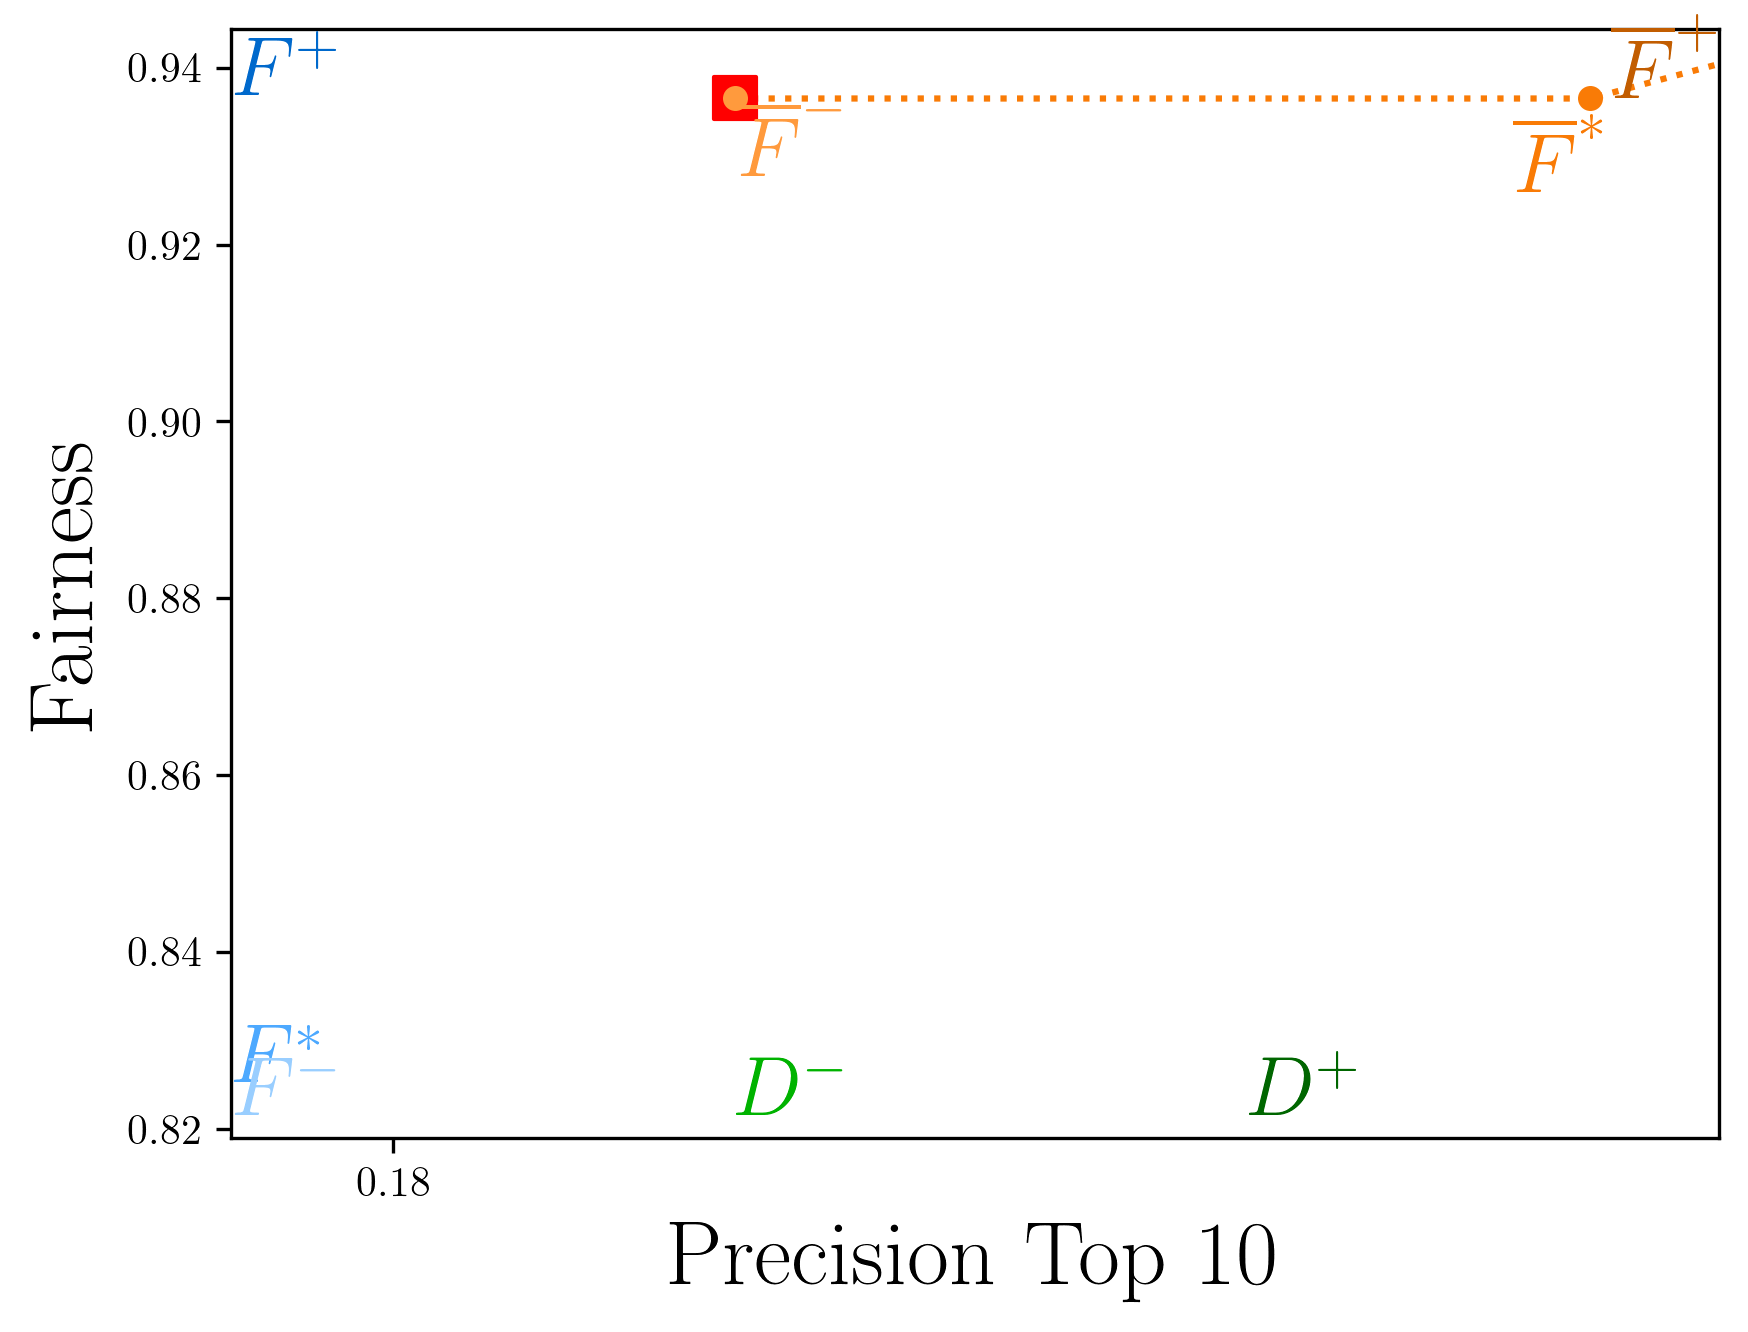 F⁺
F̅⁺
0.94
F̅⁻
F̅*
0.92
0.90
0.88
0.86
0.84
F*
F⁻
D⁻
D⁺
0.82
0.18
Fairness
Precision Top 10